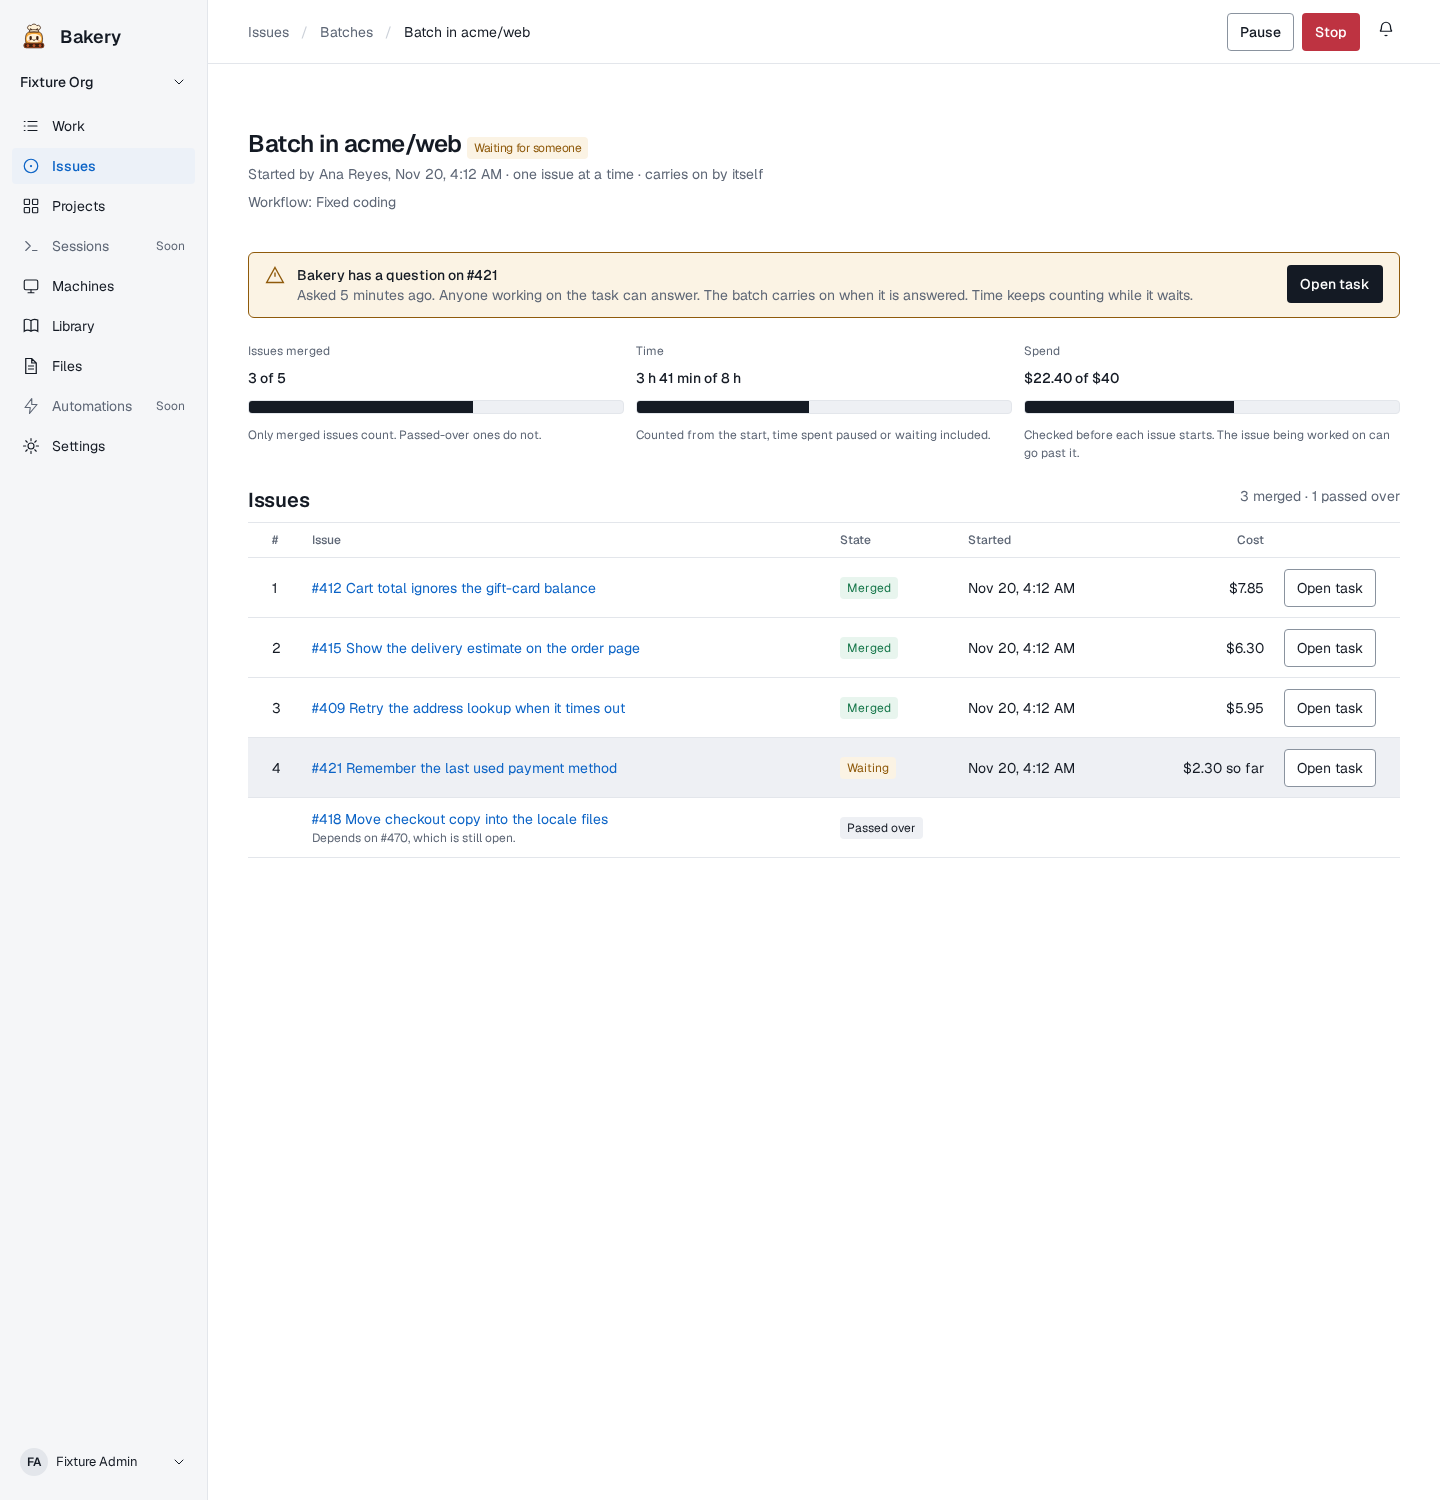 Bakery
Issues / Batches / Batch in acme/web
Pause
Stop
Fixture Org
Work
Issues
Projects
Sessions Soon
Machines
Library
Files
Automations Soon
Settings
Batch in acme/web Waiting for someone
Started by Ana Reyes, Nov 20, 4:12 AM · one issue at a time · carries on by itself
Workflow: Fixed coding
Bakery has a question on #421
Asked 5 minutes ago. Anyone working on the task can answer. The batch carries on when it is answered. Time keeps counting while it waits.
Open task
Issues merged
3 of 5
Only merged issues count. Passed-over ones do not.
Time
3 h 41 min of 8 h
Counted from the start, time spent paused or waiting included.
Spend
$22.40 of $40
Checked before each issue starts. The issue being worked on can
go past it.
Issues
3 merged · 1 passed over
# Issue State Started Cost
1 #412 Cart total ignores the gift-card balance Merged Nov 20, 4:12 AM $7.85 Open task
2 #415 Show the delivery estimate on the order page Merged Nov 20, 4:12 AM $6.30 Open task
3 #409 Retry the address lookup when it times out Merged Nov 20, 4:12 AM $5.95 Open task
4 #421 Remember the last used payment method Waiting Nov 20, 4:12 AM $2.30 so far Open task
#418 Move checkout copy into the locale files Passed over
Depends on #470, which is still open.
FA Fixture Admin